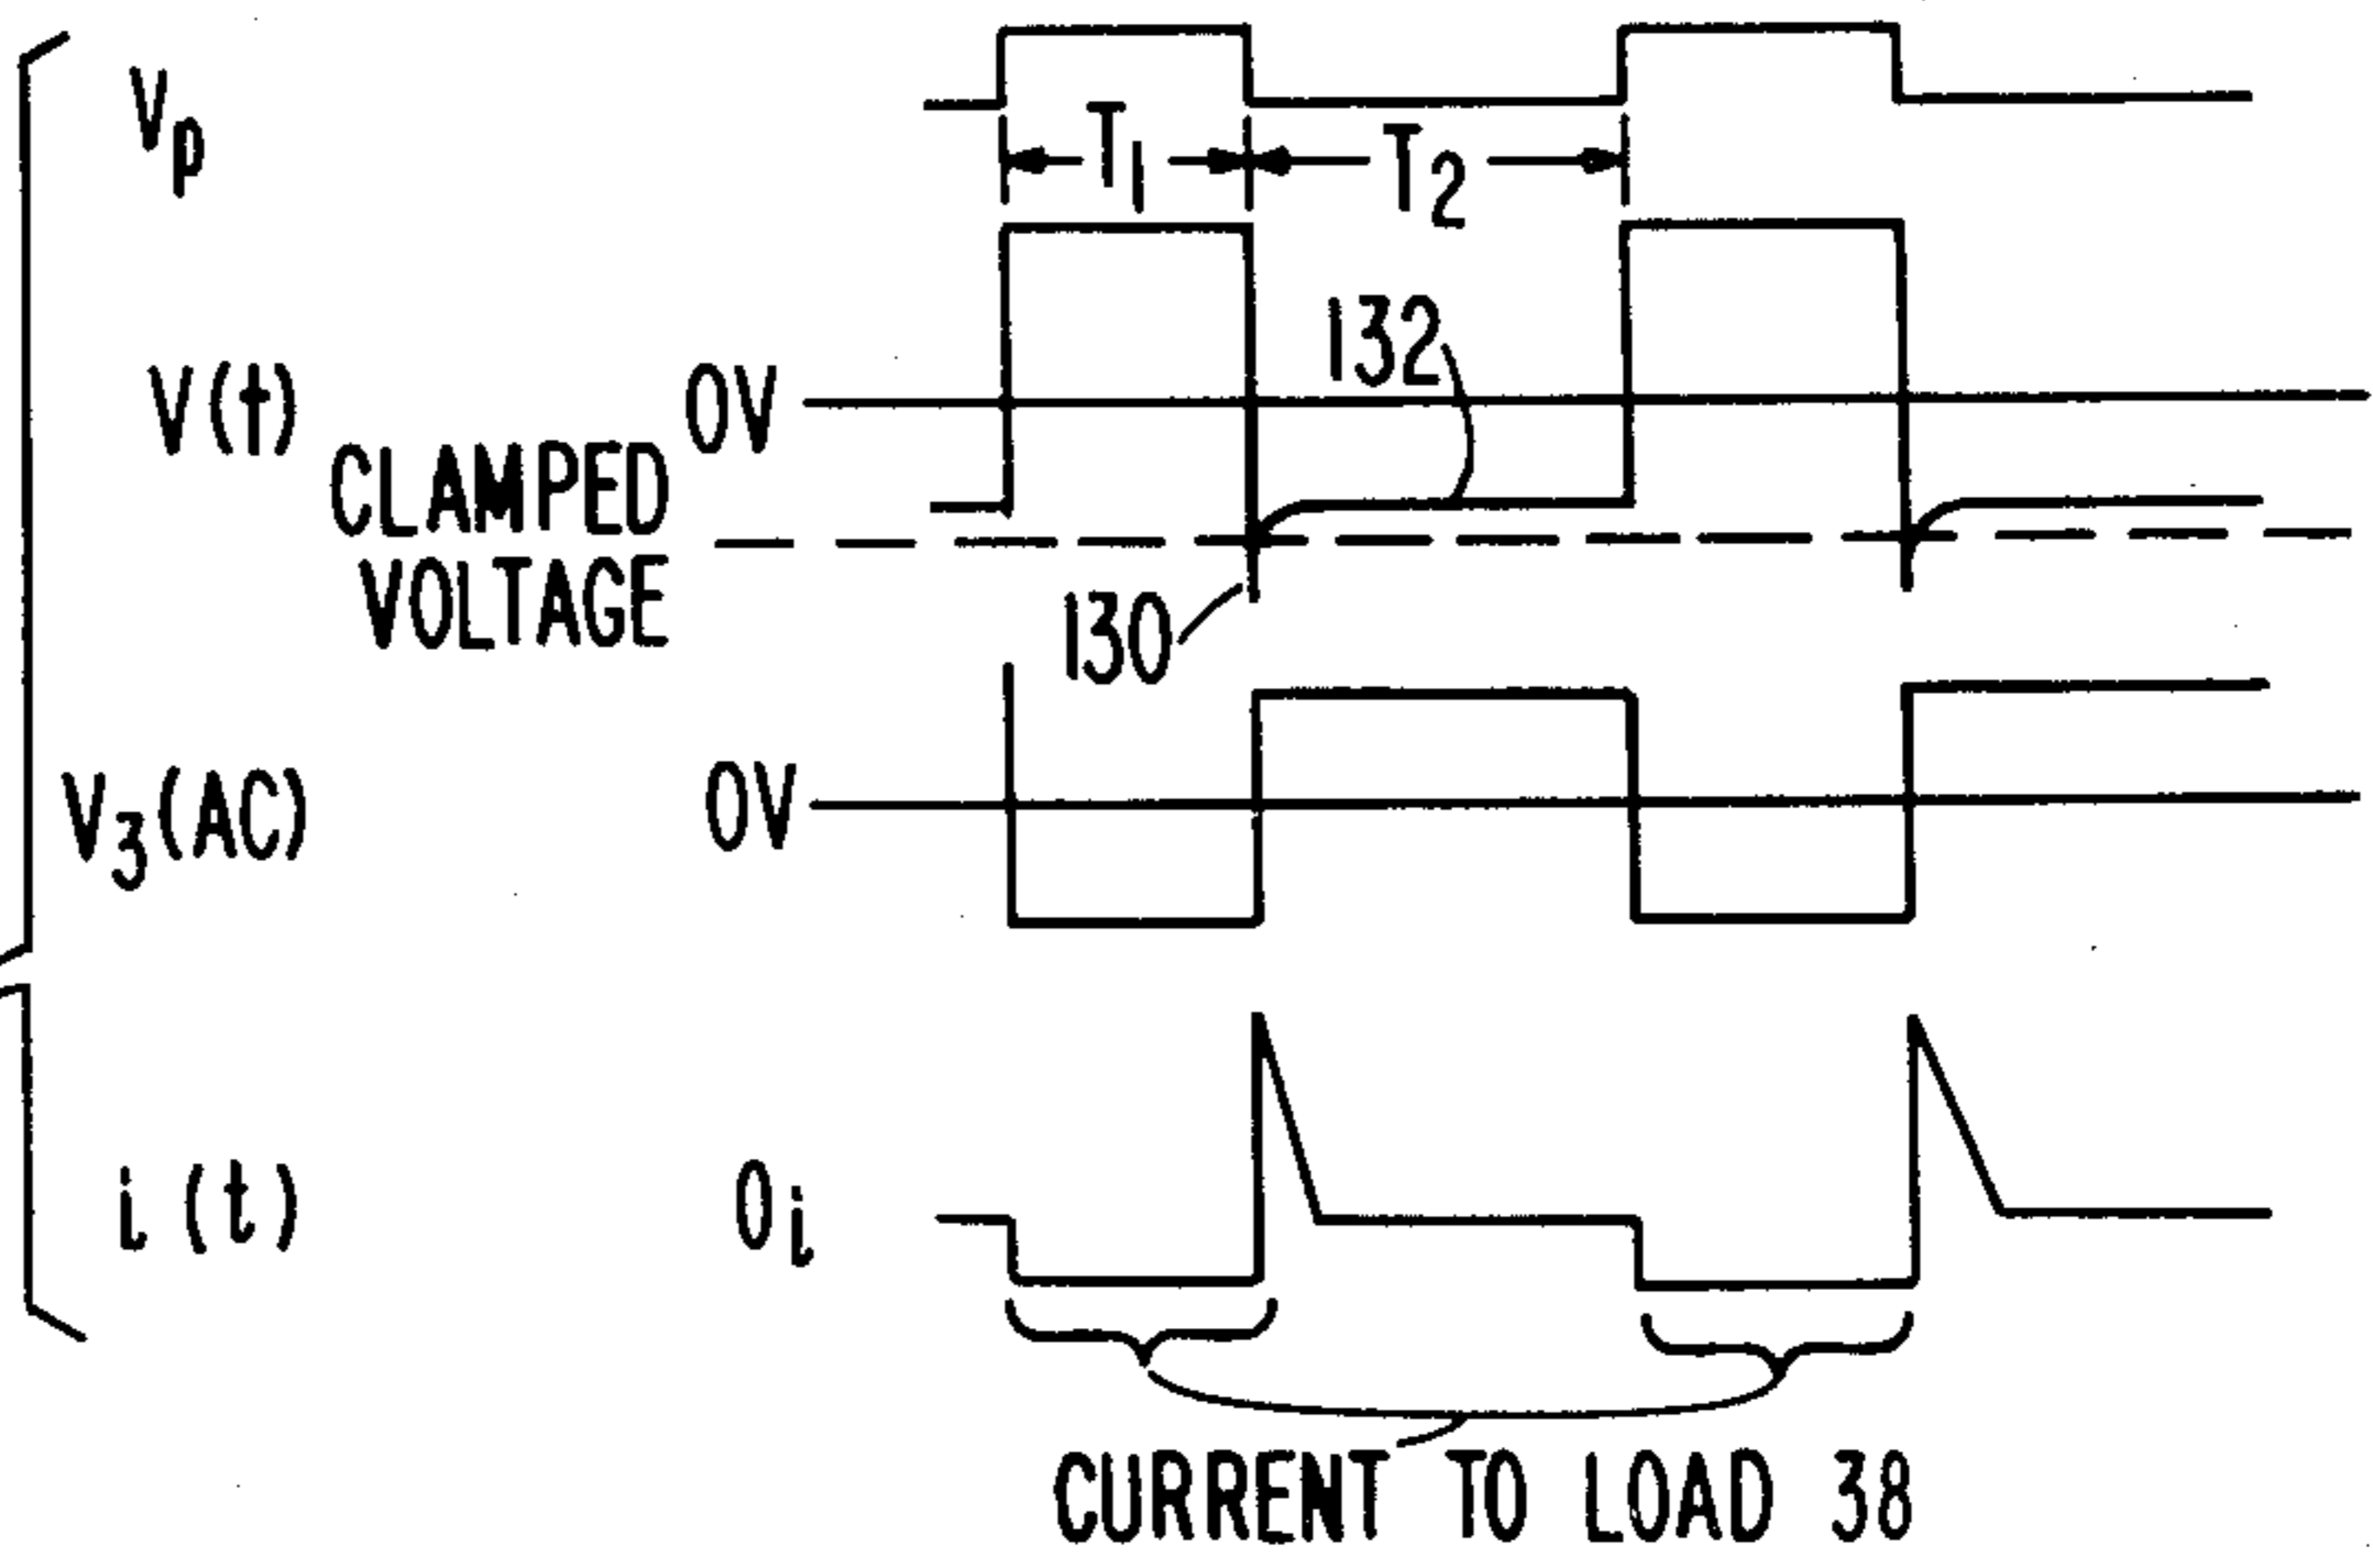 Vp
T1
T2
V(t)
0V
132
CLAMPED
VOLTAGE
130
V3(AC)
0V
i(t)
0i
CURRENT TO LOAD 38